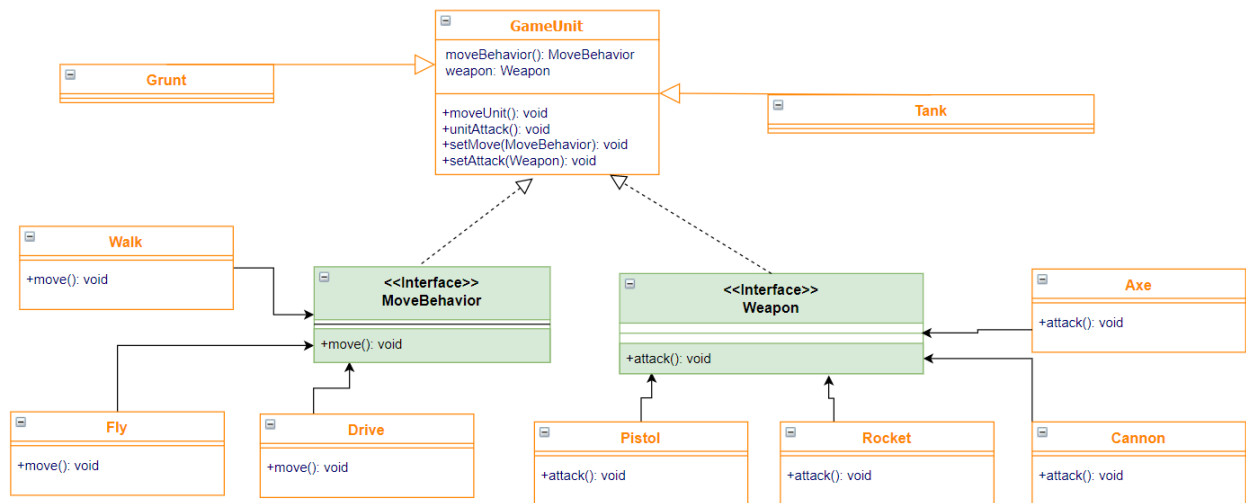 GameUnit
moveBehavior(): MoveBehavior
weapon: Weapon
+moveUnit(): void
+unitAttack(): void
+setMove(MoveBehavior): void
+setAttack(Weapon): void
Grunt
Tank
Walk
+move(): void
<<Interface>>
MoveBehavior
+move(): void
<<Interface>>
Weapon
+attack(): void
Axe
+attack(): void
Fly
+move(): void
Drive
+move(): void
Pistol
+attack(): void
Rocket
+attack(): void
Cannon
+attack(): void